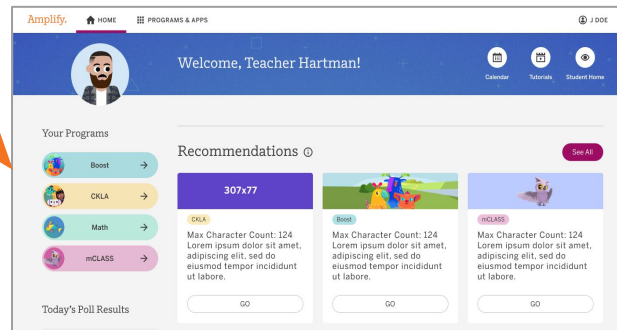 Amplify.
HOME
PROGRAMS & APPS
J DOE
Welcome, Teacher Hartman!
Calendar
Tutorials
Student Home
Your Programs
Boost
CKLA
Math
mCLASS
Today's Poll Results
Recommendations
See All
307x77
CKLA
Max Character Count: 124
Lorem ipsum dolor sit amet,
adipiscing elit, sed do
eiusmod tempor incididunt
ut labore.
GO
Boost
Max Character Count: 124
Lorem ipsum dolor sit amet,
adipiscing elit, sed do
eiusmod tempor incididunt
ut labore.
GO
mCLASS
Max Character Count: 124
Lorem ipsum dolor sit amet,
adipiscing elit, sed do
eiusmod tempor incididunt
ut labore.
GO